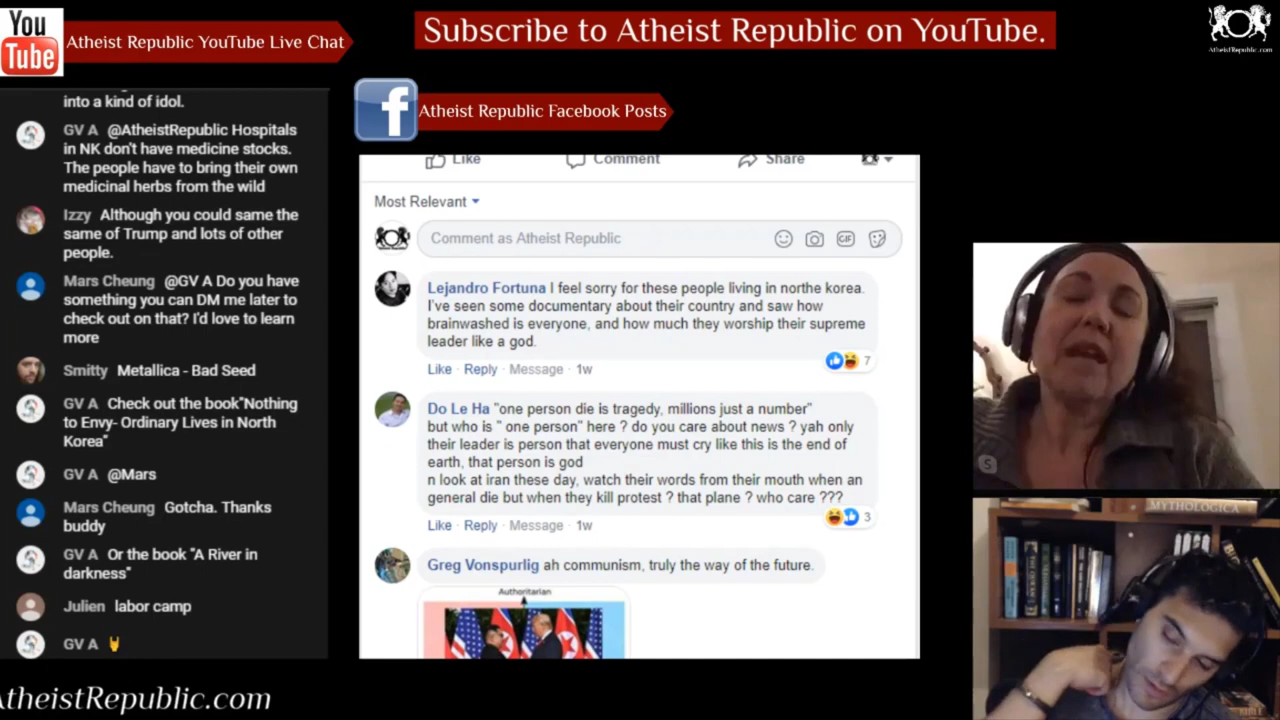 You
Tube
Atheist Republic YouTube Live Chat
Subscribe to Atheist Republic on YouTube.
AtheistRepublic.com
into a kind of idol.
GV A @AtheistRepublic Hospitals
in NK don't have medicine stocks.
The people have to bring their own
medicinal herbs from the wild
Izzy Although you could same the
same of Trump and lots of other
people.
Mars Cheung @GV A Do you have
something you can DM me later to
check out on that? I'd love to learn
more
Smitty Metallica - Bad Seed
GV A Check out the book"Nothing
to Envy- Ordinary Lives in North
Korea"
GV A @Mars
Mars Cheung Gotcha. Thanks
buddy
GV A Or the book "A River in
darkness"
Julien labor camp
GV A 🤘
f
Atheist Republic Facebook Posts
Like Comment Share
Most Relevant
Comment as Atheist Republic
GIF
Lejandro Fortuna I feel sorry for these people living in northe korea.
I've seen some documentary about their country and saw how
brainwashed is everyone, and how much they worship their supreme
leader like a god.
7
Like · Reply · Message · 1w
Do Le Ha "one person die is tragedy, millions just a number"
but who is " one person" here ? do you care about news ? yah only
their leader is person that everyone must cry like this is the end of
earth, that person is god
n look at iran these day, watch their words from their mouth when an
general die but when they kill protest ? that plane ? who care ???
3
Like · Reply · Message · 1w
Greg Vonspurlig ah communism, truly the way of the future.
Authoritarian
S
MYTHOLOGICA
THE QURAN
BIBLE
AtheistRepublic.com